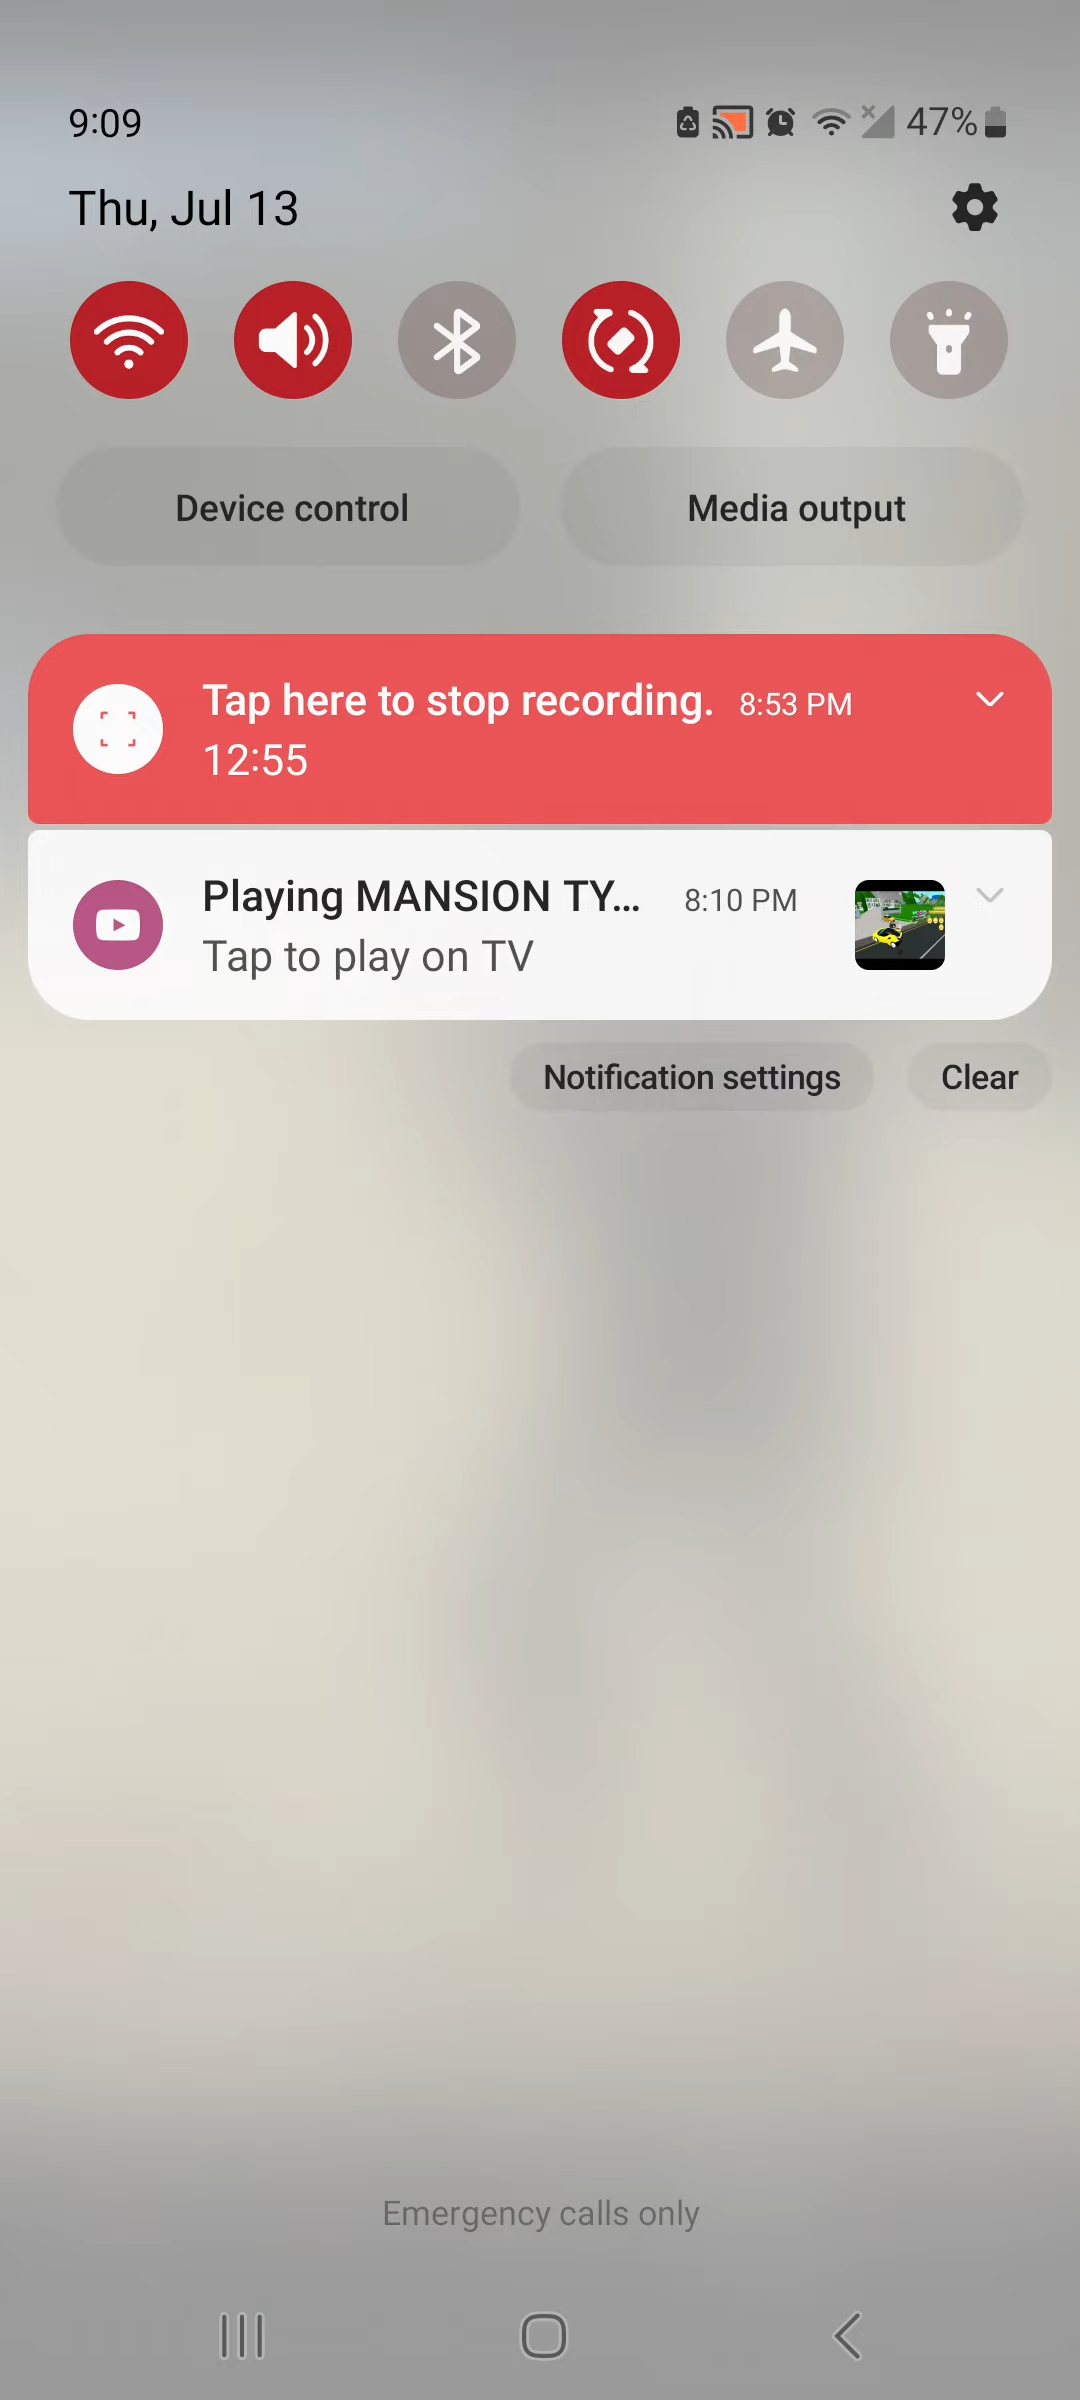 9:09
47%
Thu, Jul 13
Device control
Media output
Tap here to stop recording. 8:53 PM
12:55
Playing MANSION TY... 8:10 PM
Tap to play on TV
Notification settings
Clear
Emergency calls only